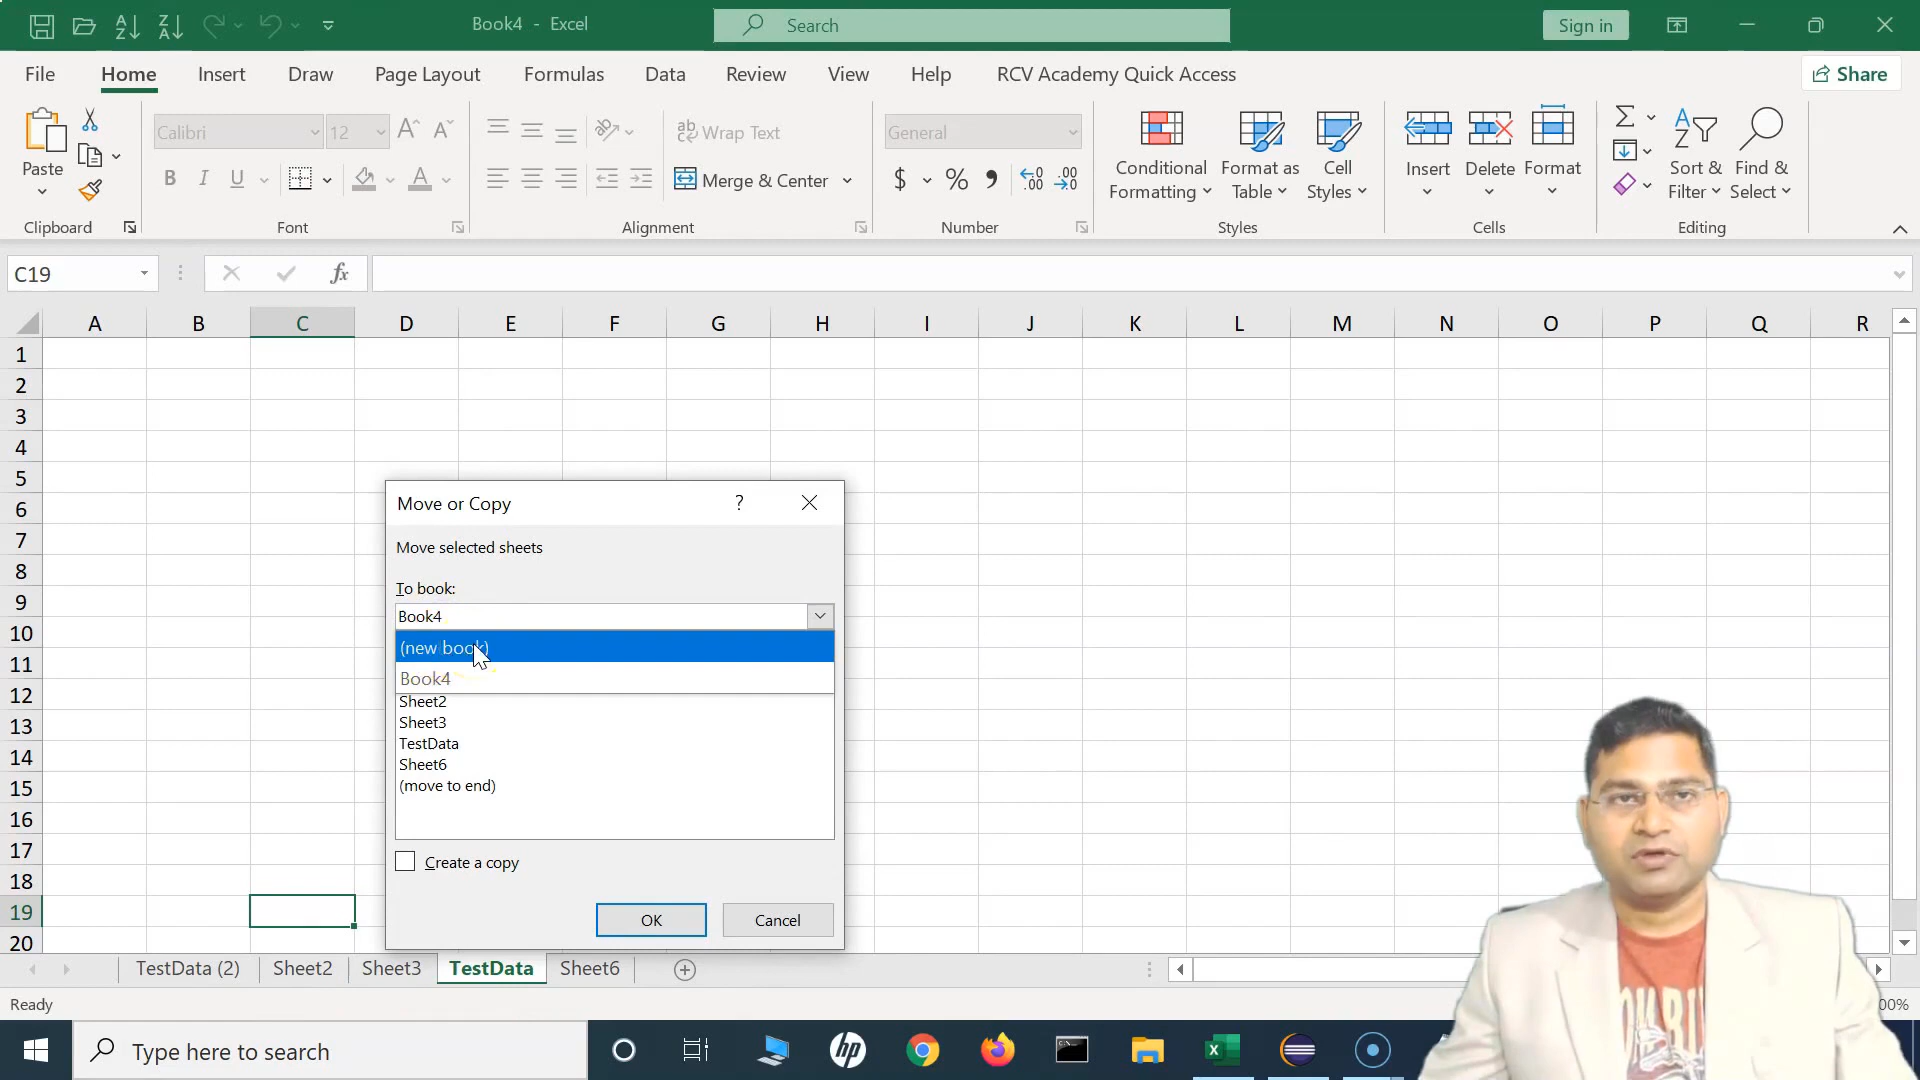 Book4 - Excel
Search
Sign in
File Home Insert Draw Page Layout Formulas Data Review View Help RCV Academy Quick Access
Share
Paste
Clipboard
Calibri 12
B I U
Font
Wrap Text
Merge & Center
Alignment
General
$ % 9
Number
Conditional Formatting
Format as Table
Cell Styles
Styles
Insert
Delete
Format
Cells
Sort & Filter
Find & Select
Editing
C19
fx
A B C D E F G H I J K L M N O P Q R
1
2
3
4
5
6
7
8
9
10
11
12
13
14
15
16
17
18
19
20
Move or Copy ?
Move selected sheets
To book:
Book4
(new book)
Book4
Sheet2
Sheet3
TestData
Sheet6
(move to end)
Create a copy
OK Cancel
TestData (2) Sheet2 Sheet3 TestData Sheet6
Ready
00%
Type here to search
hp